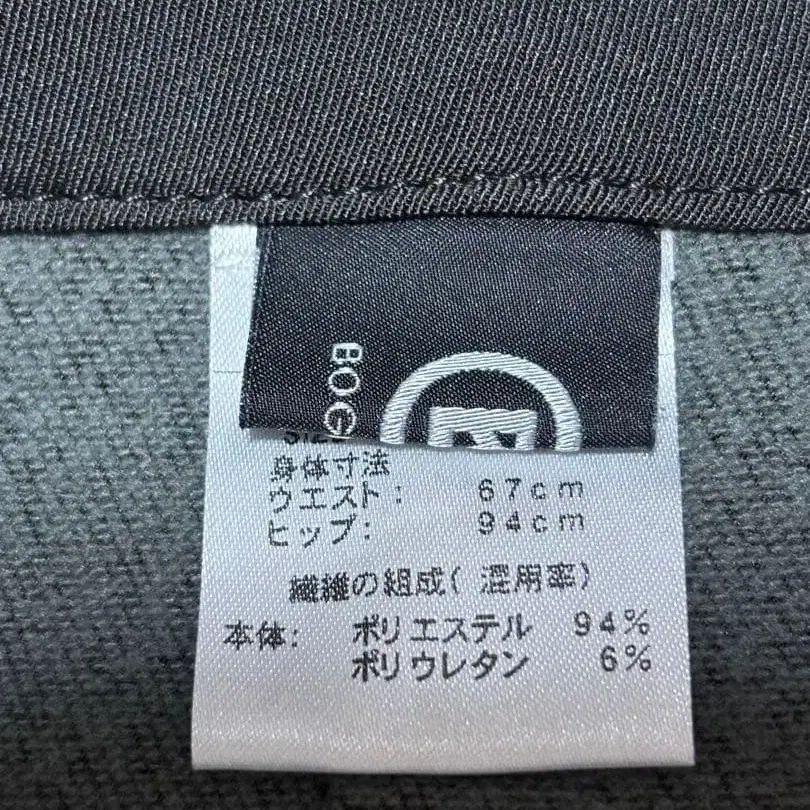 BOG
身体寸法
ウエスト: 67cm
ヒップ: 94cm
繊維の組成(混用率)
本体: ポリエステル 94%
ポリウレタン 6%